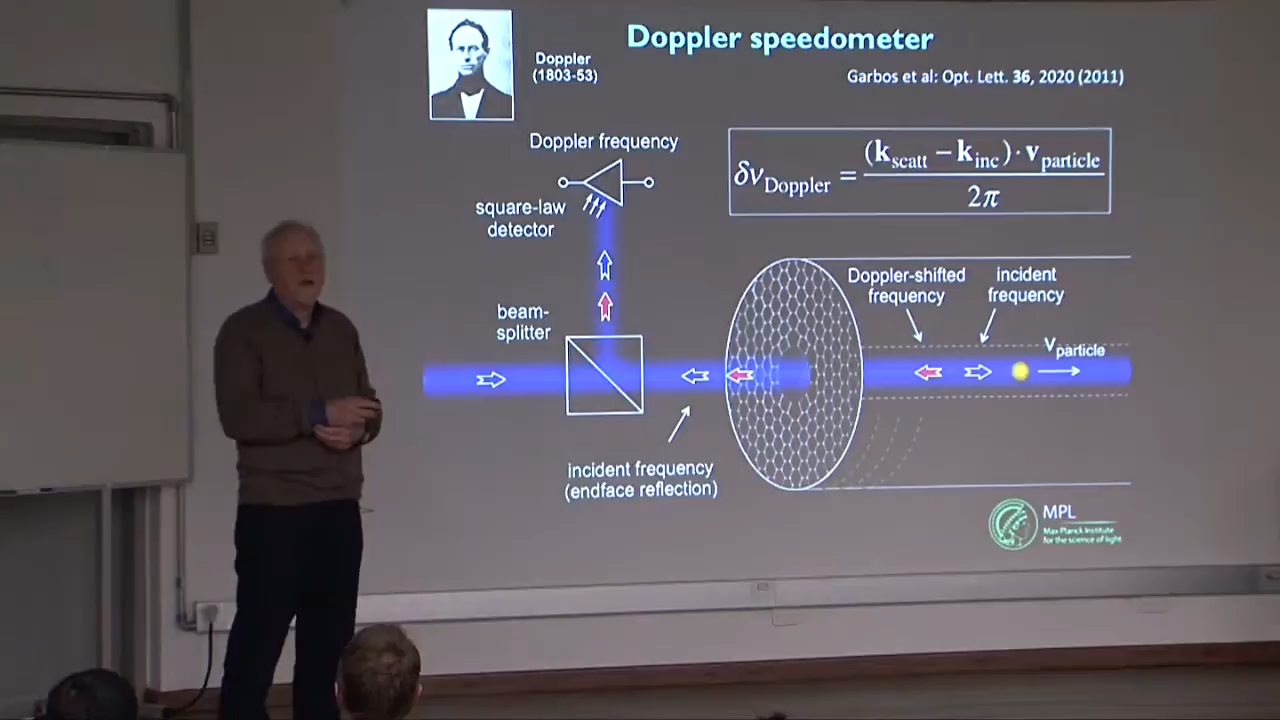 Doppler speedometer
Doppler
(1803-53)
Garbos et al: Opt. Lett. 36, 2020 (2011)
Doppler frequency
δν_Doppler = (k_scatt − k_inc) · v_particle / 2π
square-law
detector
Doppler-shifted
frequency
incident
frequency
beam-
splitter
v_particle
incident frequency
(endface reflection)
MPL
Max Planck Institute
for the science of light